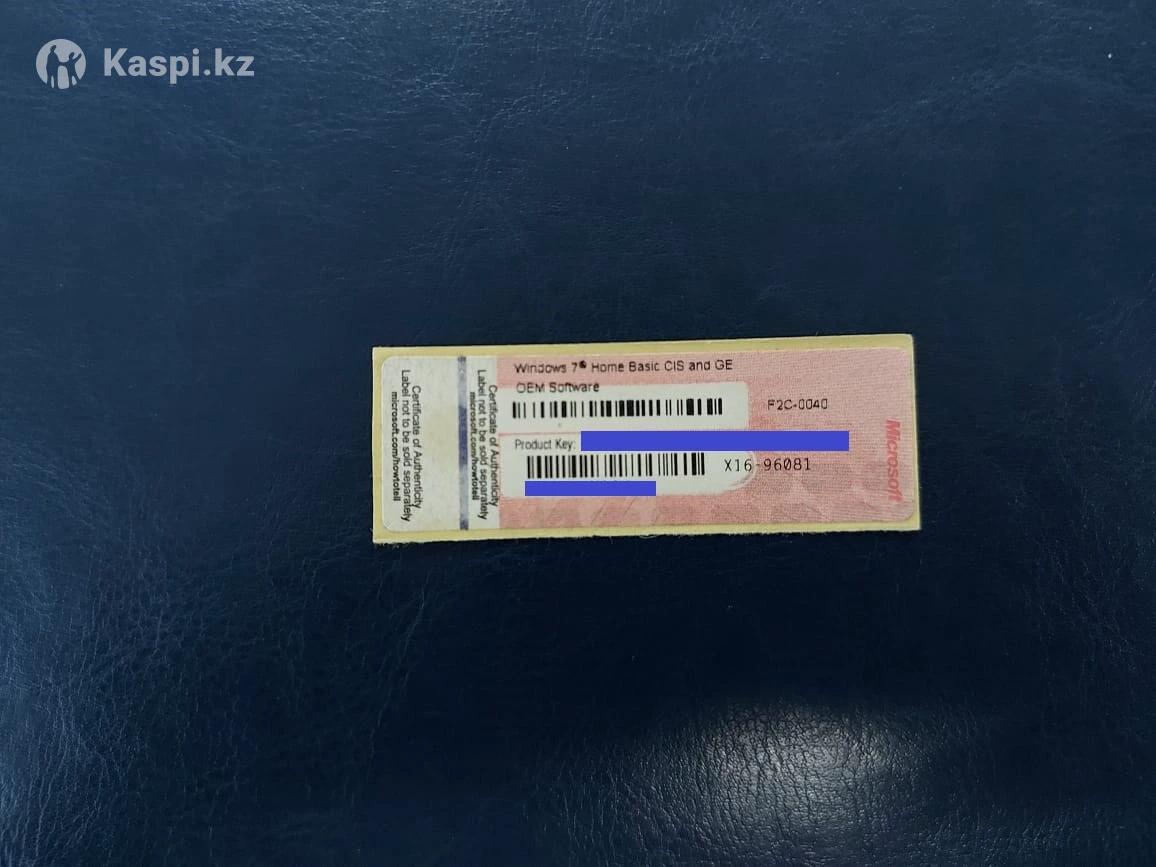 Kaspi.kz
Windows 7® Home Basic CIS and GE
OEM Software
F2C-0040
Product Key:
X16-96081
Microsoft
Certificate of Authenticity
Label not to be sold separately
microsoft.com/howtotell
Certificate of Authenticity
Label not to be sold separately
microsoft.com/howtotell